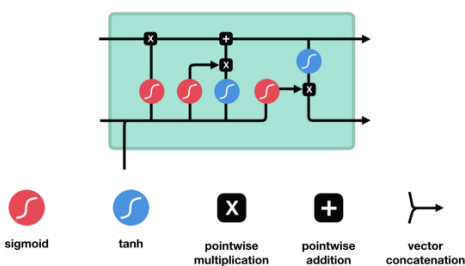 X
+
X
X
X
+
sigmoid
tanh
pointwise
multiplication
pointwise
addition
vector
concatenation